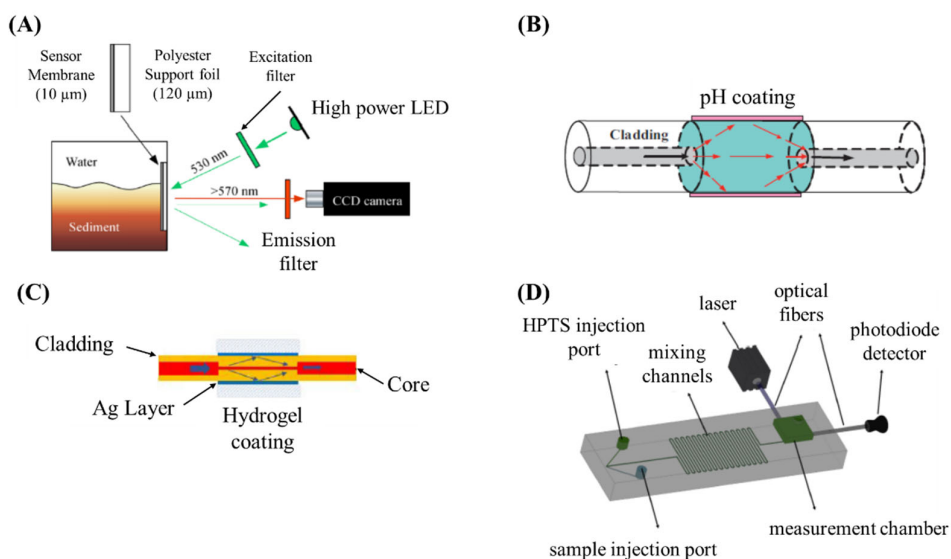 (A)
Sensor
Membrane
(10 µm)
Polyester
Support foil
(120 µm)
Excitation
filter
High power LED
Water
530 nm
>570 nm
CCD camera
Sediment
Emission
filter
(B)
pH coating
Cladding
(C)
Cladding
Ag Layer
Hydrogel
coating
Core
(D)
HPTS injection
port
mixing
channels
laser
optical
fibers
photodiode
detector
measurement chamber
sample injection port